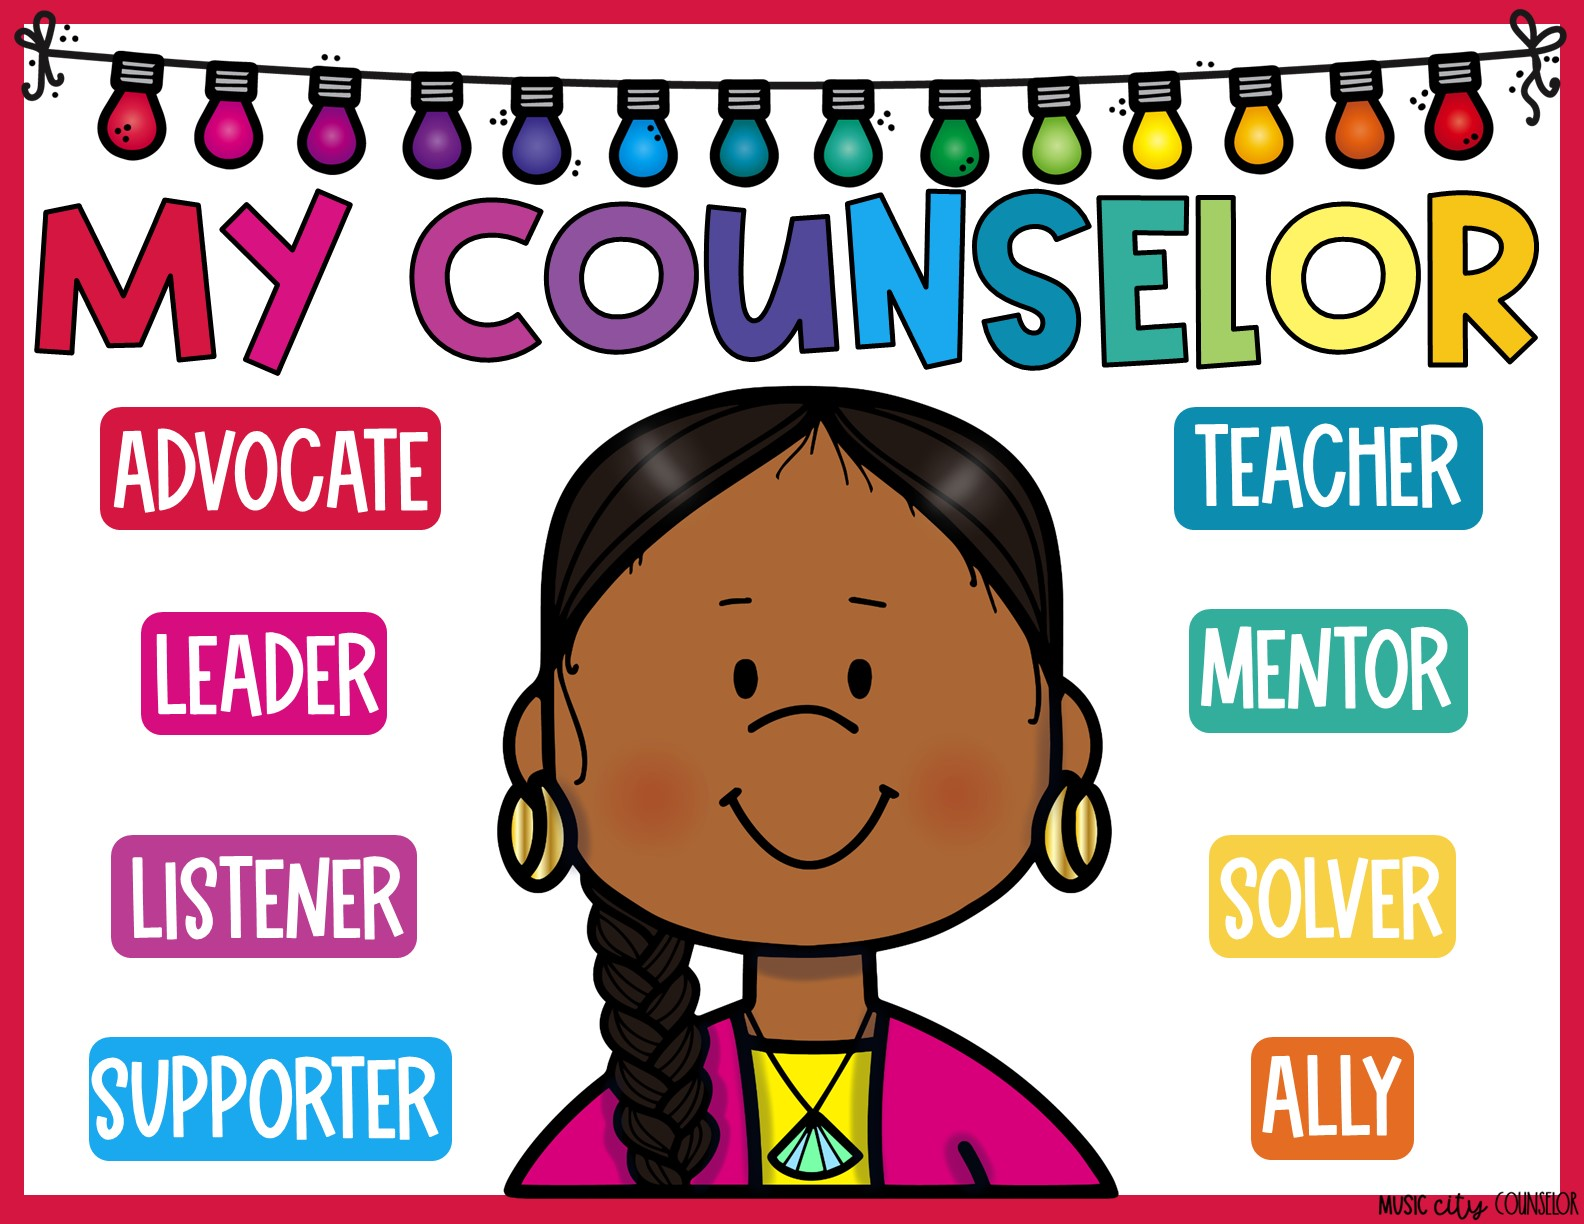 MY COUNSELOR
ADVOCATE
LEADER
LISTENER
SUPPORTER
TEACHER
MENTOR
SOLVER
ALLY
MUSIC city COUNSELOR